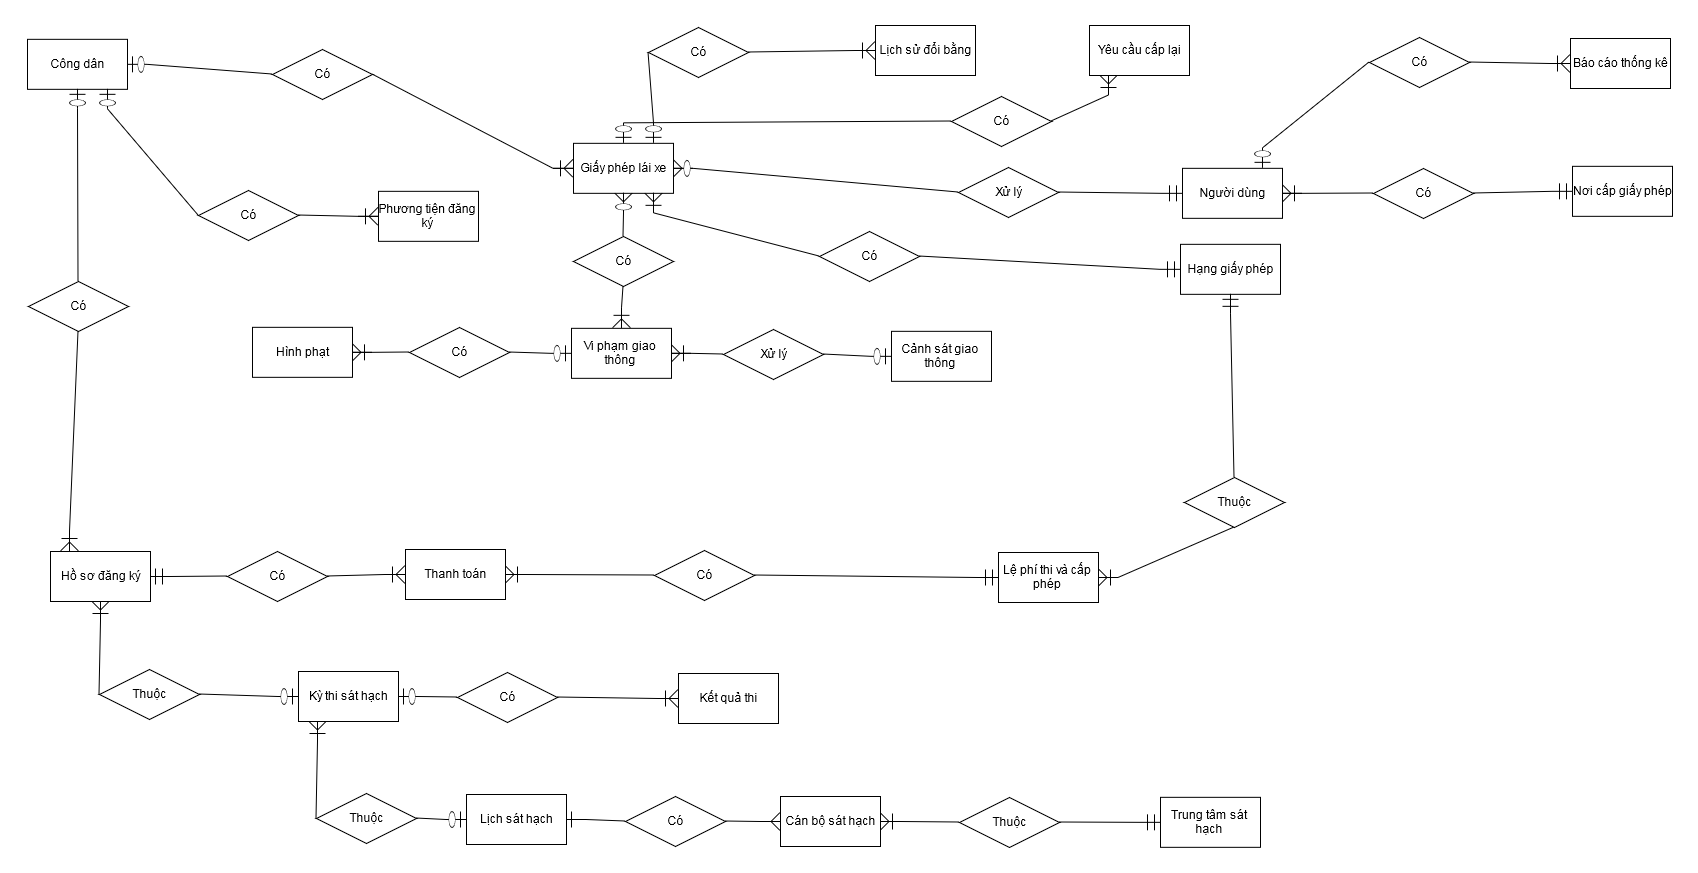 Công dân
Có
Có
Lịch sử đổi bằng
Yêu cầu cấp lại
Có
Báo cáo thống kê
Có
Giấy phép lái xe
Xử lý
Người dùng
Có
Nơi cấp giấy phép
Có
Phương tiện đăng
ký
Có
Có
Hạng giấy phép
Có
Hình phạt
Có
Vi phạm giao
thông
Xử lý
Cảnh sát giao
thông
Thuộc
Hồ sơ đăng ký
Có
Thanh toán
Có
Lệ phí thi và cấp
phép
Thuộc
Kỳ thi sát hạch
Có
Kết quả thi
Thuộc
Lịch sát hạch
Có
Cán bộ sát hạch
Thuộc
Trung tâm sát
hạch